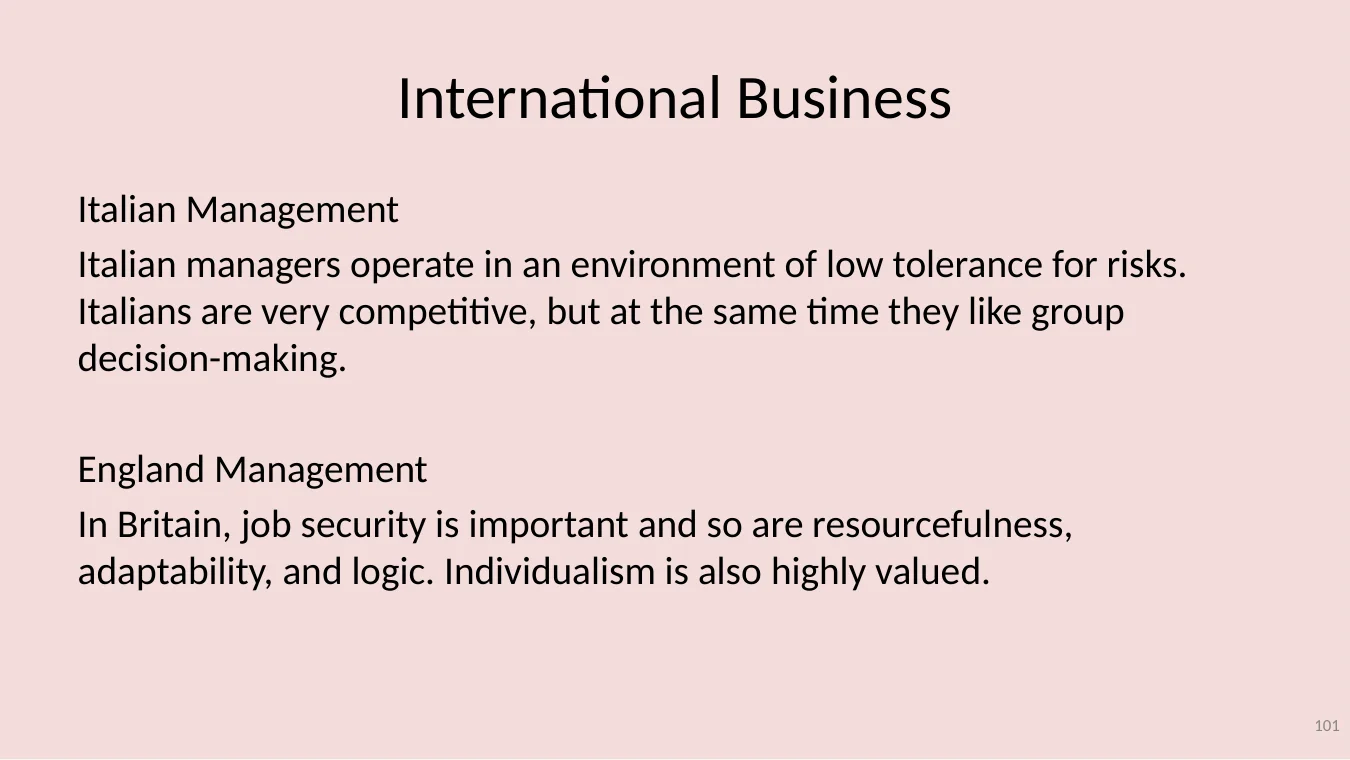 International Business
Italian Management
Italian managers operate in an environment of low tolerance for risks.
Italians are very competitive, but at the same time they like group
decision-making.
England Management
In Britain, job security is important and so are resourcefulness,
adaptability, and logic. Individualism is also highly valued.
101